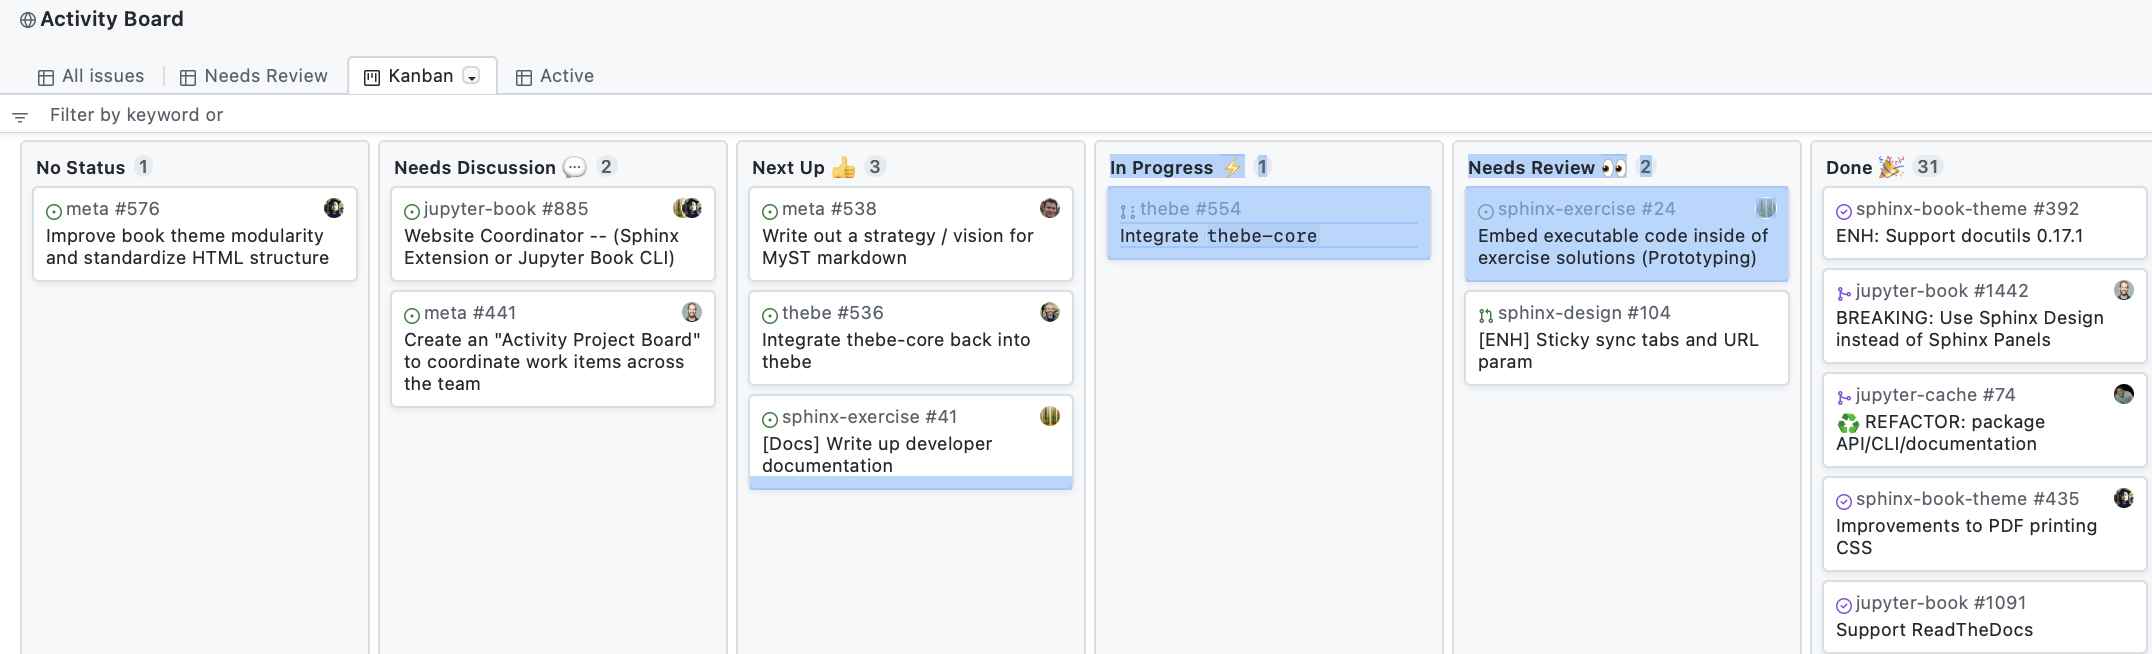 Activity Board
All issues
Needs Review
Kanban
Active
Filter by keyword or
No Status 1
meta #576
Improve book theme modularity
and standardize HTML structure
Needs Discussion 💬 2
jupyter-book #885
Website Coordinator -- (Sphinx
Extension or Jupyter Book CLI)
meta #441
Create an "Activity Project Board"
to coordinate work items across
the team
Next Up 👍 3
meta #538
Write out a strategy / vision for
MyST markdown
thebe #536
Integrate thebe-core back into
thebe
sphinx-exercise #41
[Docs] Write up developer
documentation
In Progress ⚡ 1
thebe #554
Integrate thebe-core
Needs Review 👀 2
sphinx-exercise #24
Embed executable code inside of
exercise solutions (Prototyping)
sphinx-design #104
[ENH] Sticky sync tabs and URL
param
Done 🎉 31
sphinx-book-theme #392
ENH: Support docutils 0.17.1
jupyter-book #1442
BREAKING: Use Sphinx Design
instead of Sphinx Panels
jupyter-cache #74
♻️ REFACTOR: package
API/CLI/documentation
sphinx-book-theme #435
Improvements to PDF printing
CSS
jupyter-book #1091
Support ReadTheDocs